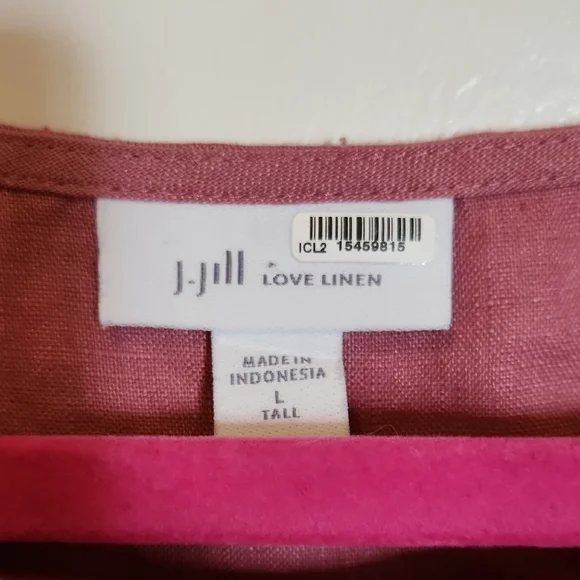 ICL2 15459815
J.Jill LOVE LINEN
MADE IN
INDONESIA
L
TALL